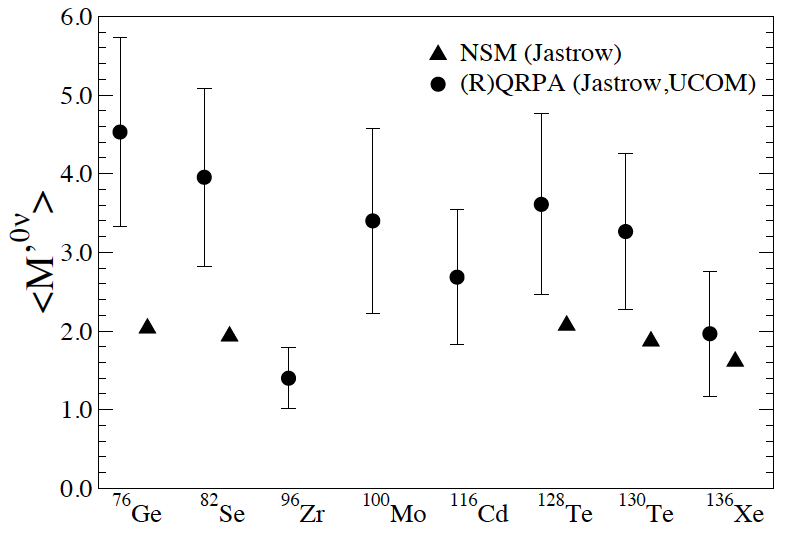 6.0
NSM (Jastrow)
(R)QRPA (Jastrow,UCOM)
5.0
4.0
<M,0ν>
3.0
2.0
1.0
0.0
76Ge 82Se 96Zr 100Mo 116Cd 128Te 130Te 136Xe